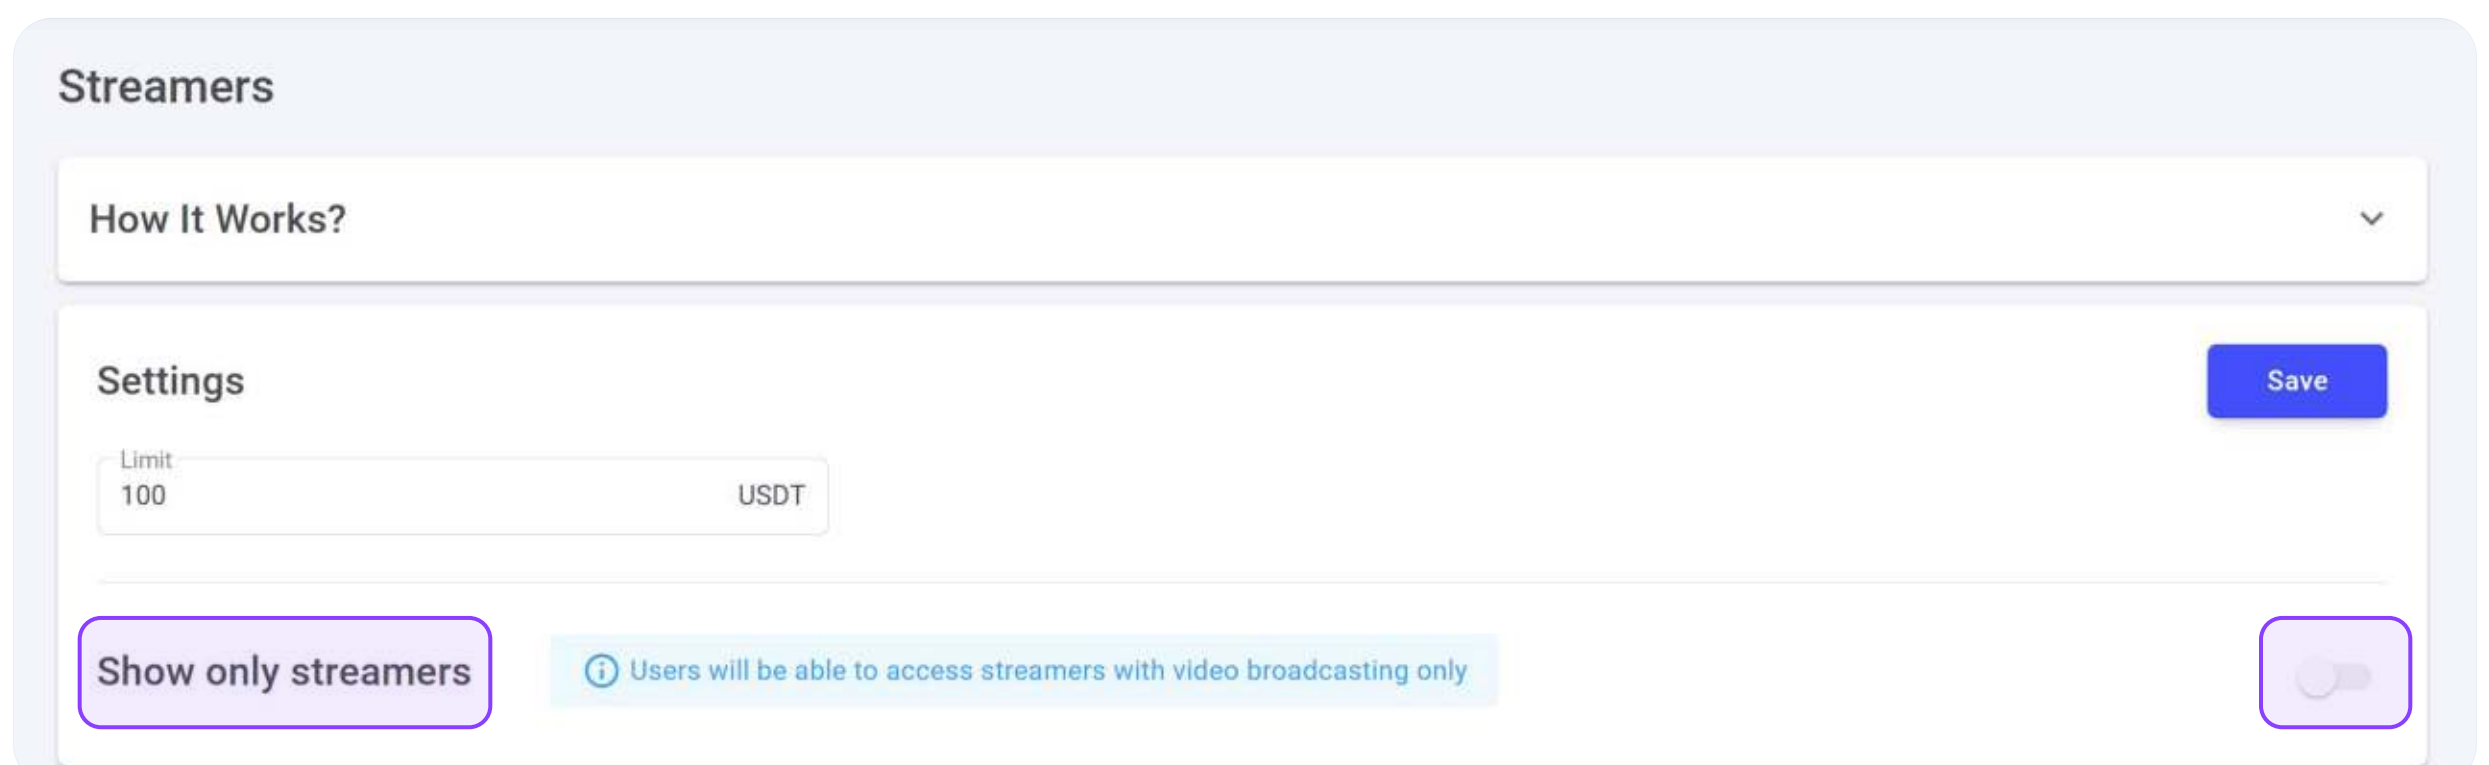 Streamers
How It Works?
Settings
Save
Limit
100 USDT
Show only streamers
Users will be able to access streamers with video broadcasting only